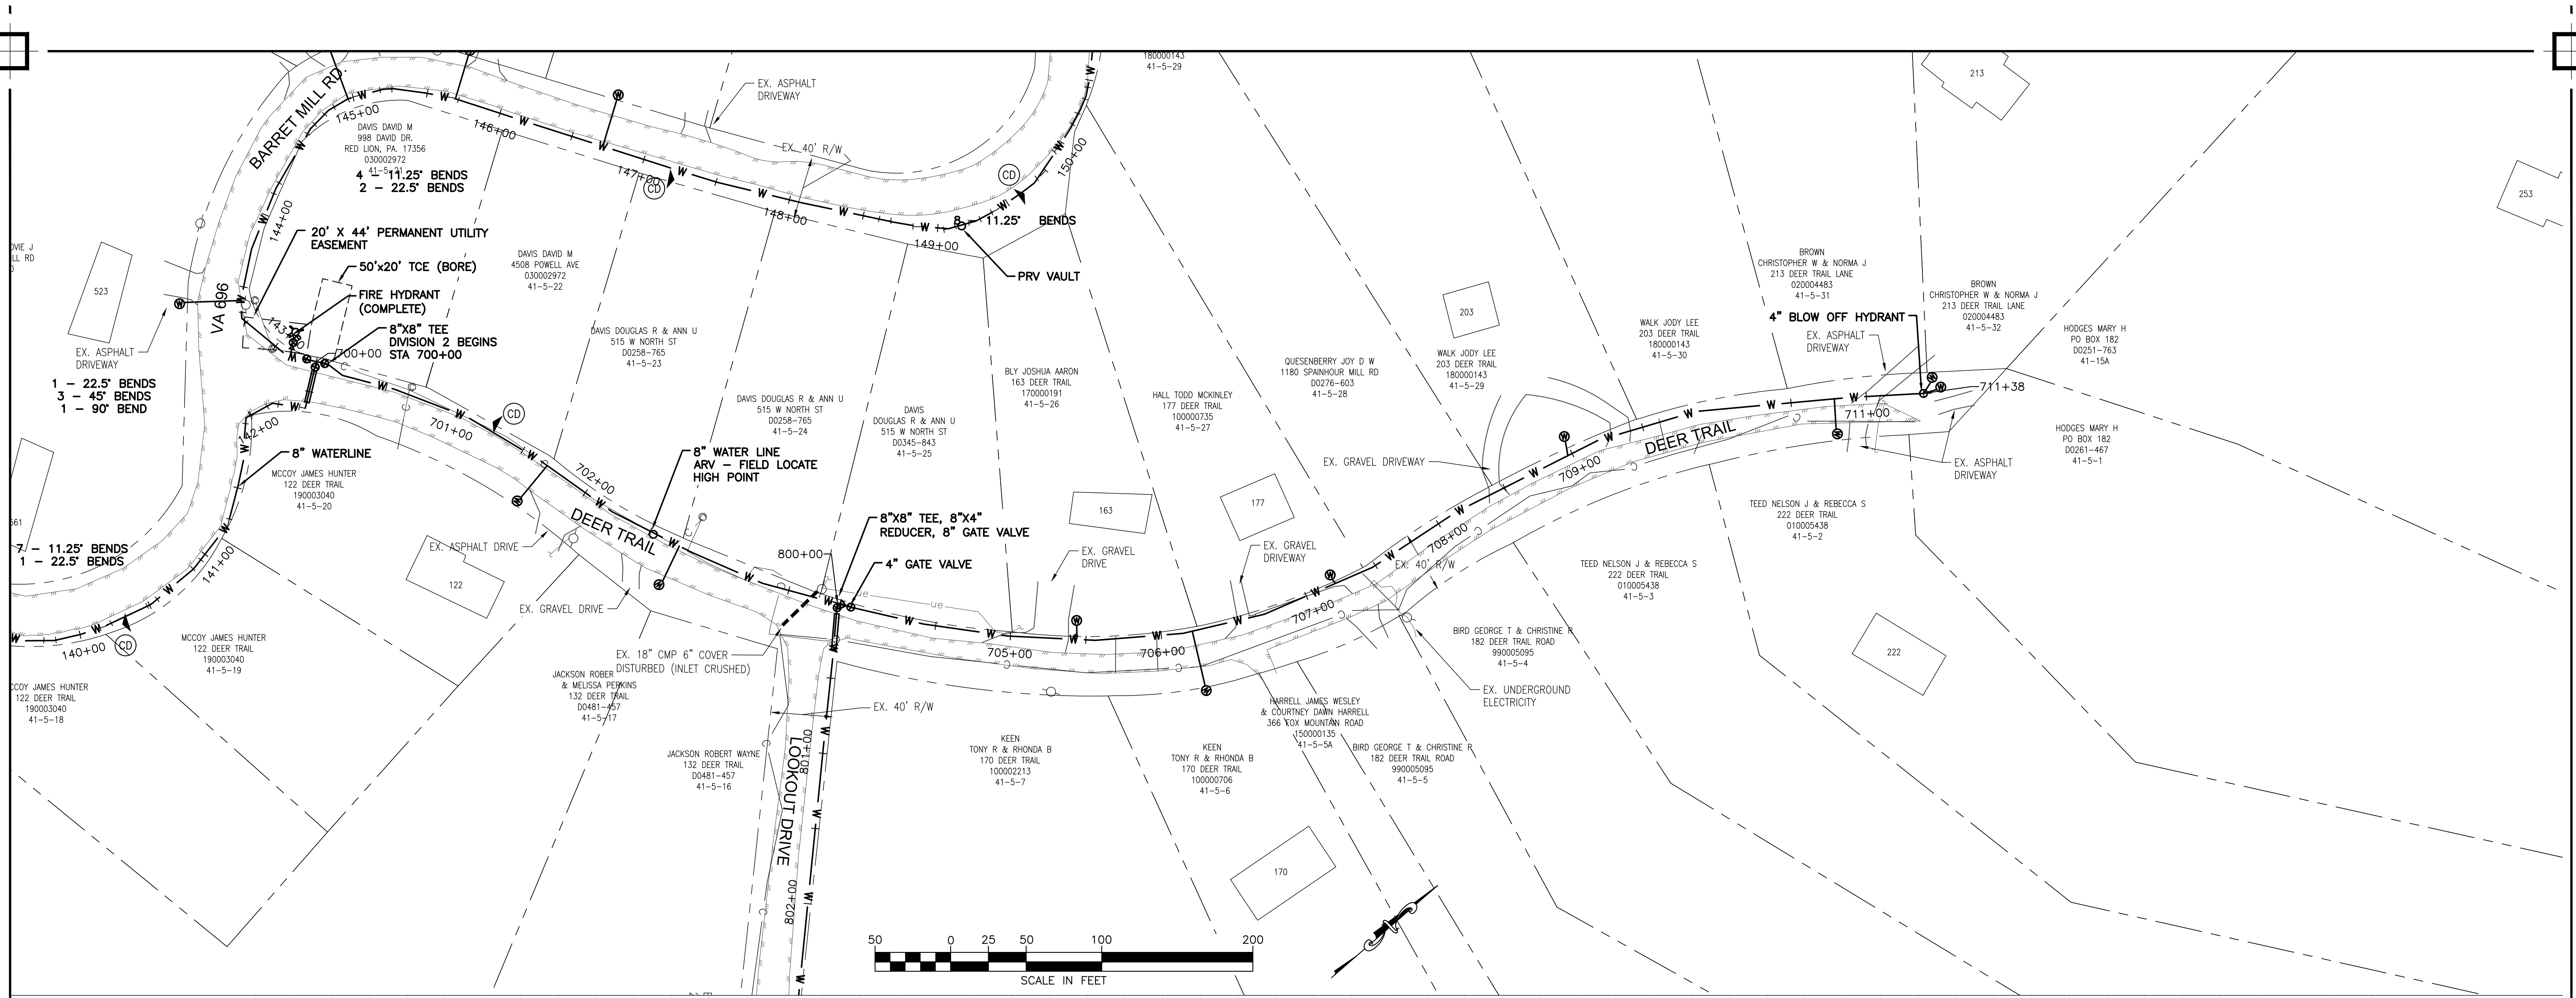 180000143
41-5-29
213
EX. ASPHALT
DRIVEWAY
BARRET MILL RD.
145+00
146+00
147+00
148+00
149+00
150+00
DAVIS DAVID M
998 DAVID DR.
RED LION, PA. 17356
030002972
41-5-21
4 - 11.25° BENDS
2 - 22.5° BENDS
EX. 40' R/W
CD
CD
8 - 11.25° BENDS
PRV VAULT
253
144+00
20' X 44' PERMANENT UTILITY
EASEMENT
50'x20' TCE (BORE)
FIRE HYDRANT
(COMPLETE)
8"X8" TEE
DIVISION 2 BEGINS
STA 700+00
700+00
VA 696
523
EX. ASPHALT
DRIVEWAY
1 - 22.5° BENDS
3 - 45° BENDS
1 - 90° BEND
DAVIS DAVID M
4508 POWELL AVE
030002972
41-5-22
DAVIS DOUGLAS R & ANN U
515 W NORTH ST
D0258-765
41-5-23
DAVIS DOUGLAS R & ANN U
515 W NORTH ST
D0258-765
41-5-24
DAVIS
DOUGLAS R & ANN U
515 W NORTH ST
D0345-843
41-5-25
BLY JOSHUA AARON
163 DEER TRAIL
170000191
41-5-26
HALL TODD MCKINLEY
177 DEER TRAIL
100000735
41-5-27
QUESENBERRY JOY D W
1180 SPAINHOUR MILL RD
D0276-603
41-5-28
203
WALK JODY LEE
203 DEER TRAIL
180000143
41-5-29
WALK JODY LEE
203 DEER TRAIL
180000143
41-5-30
BROWN
CHRISTOPHER W & NORMA J
213 DEER TRAIL LANE
020004483
41-5-31
4" BLOW OFF HYDRANT
EX. ASPHALT
DRIVEWAY
BROWN
CHRISTOPHER W & NORMA J
213 DEER TRAIL LANE
020004483
41-5-32
HODGES MARY H
PO BOX 182
D0251-763
41-15A
711+38
711+00
HODGES MARY H
PO BOX 182
D0261-467
41-5-1
EX. ASPHALT
DRIVEWAY
142+00
8" WATERLINE
MCCOY JAMES HUNTER
122 DEER TRAIL
190003040
41-5-20
701+00
CD
702+00
DEER TRAIL
8" WATER LINE
ARV - FIELD LOCATE
HIGH POINT
EX. ASPHALT DRIVE
122
EX. GRAVEL DRIVE
800+00
8"X8" TEE, 8"X4"
REDUCER, 8" GATE VALVE
4" GATE VALVE
163
177
EX. GRAVEL
DRIVE
EX. GRAVEL
DRIVEWAY
EX. GRAVEL DRIVEWAY
DEER TRAIL
709+00
708+00
707+00
706+00
705+00
EX. 40' R/W
TEED NELSON J & REBECCA S
222 DEER TRAIL
010005438
41-5-2
TEED NELSON J & REBECCA S
222 DEER TRAIL
010005438
41-5-3
222
BIRD GEORGE T & CHRISTINE R
182 DEER TRAIL ROAD
990005095
41-5-4
EX. UNDERGROUND
ELECTRICITY
7 - 11.25° BENDS
1 - 22.5° BENDS
141+00
140+00
CD
MCCOY JAMES HUNTER
122 DEER TRAIL
190003040
41-5-19
122 DEER TRAIL
190003040
41-5-18
EX. 18" CMP 6" COVER
DISTURBED (INLET CRUSHED)
& MELISSA PERKINS
132 DEER TRAIL
D0481-457
41-5-17
JACKSON ROBERT WAYNE
132 DEER TRAIL
D0481-457
41-5-16
EX. 40' R/W
LOOKOUT DRIVE
801+00
802+00
KEEN
TONY R & RHONDA B
170 DEER TRAIL
100002213
41-5-7
KEEN
TONY R & RHONDA B
170 DEER TRAIL
100000706
41-5-6
HARRELL JAMES WESLEY
& COURTNEY DAWN HARRELL
366 FOX MOUNTAIN ROAD
150000135
41-5-5A
BIRD GEORGE T & CHRISTINE R
182 DEER TRAIL ROAD
990005095
41-5-5
170
50 0 25 50 100 200
SCALE IN FEET